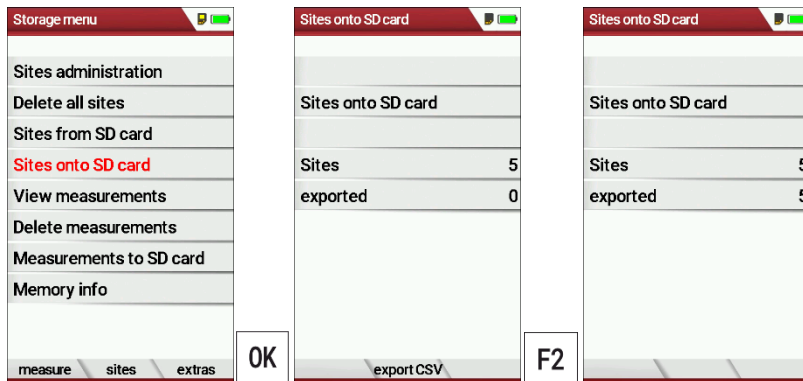 Storage menu
Sites administration
Delete all sites
Sites from SD card
Sites onto SD card
View measurements
Delete measurements
Measurements to SD card
Memory info
measure sites extras
OK
Sites onto SD card
Sites onto SD card
Sites 5
exported 0
export CSV
F2
Sites onto SD card
Sites onto SD card
Sites 5
exported 5